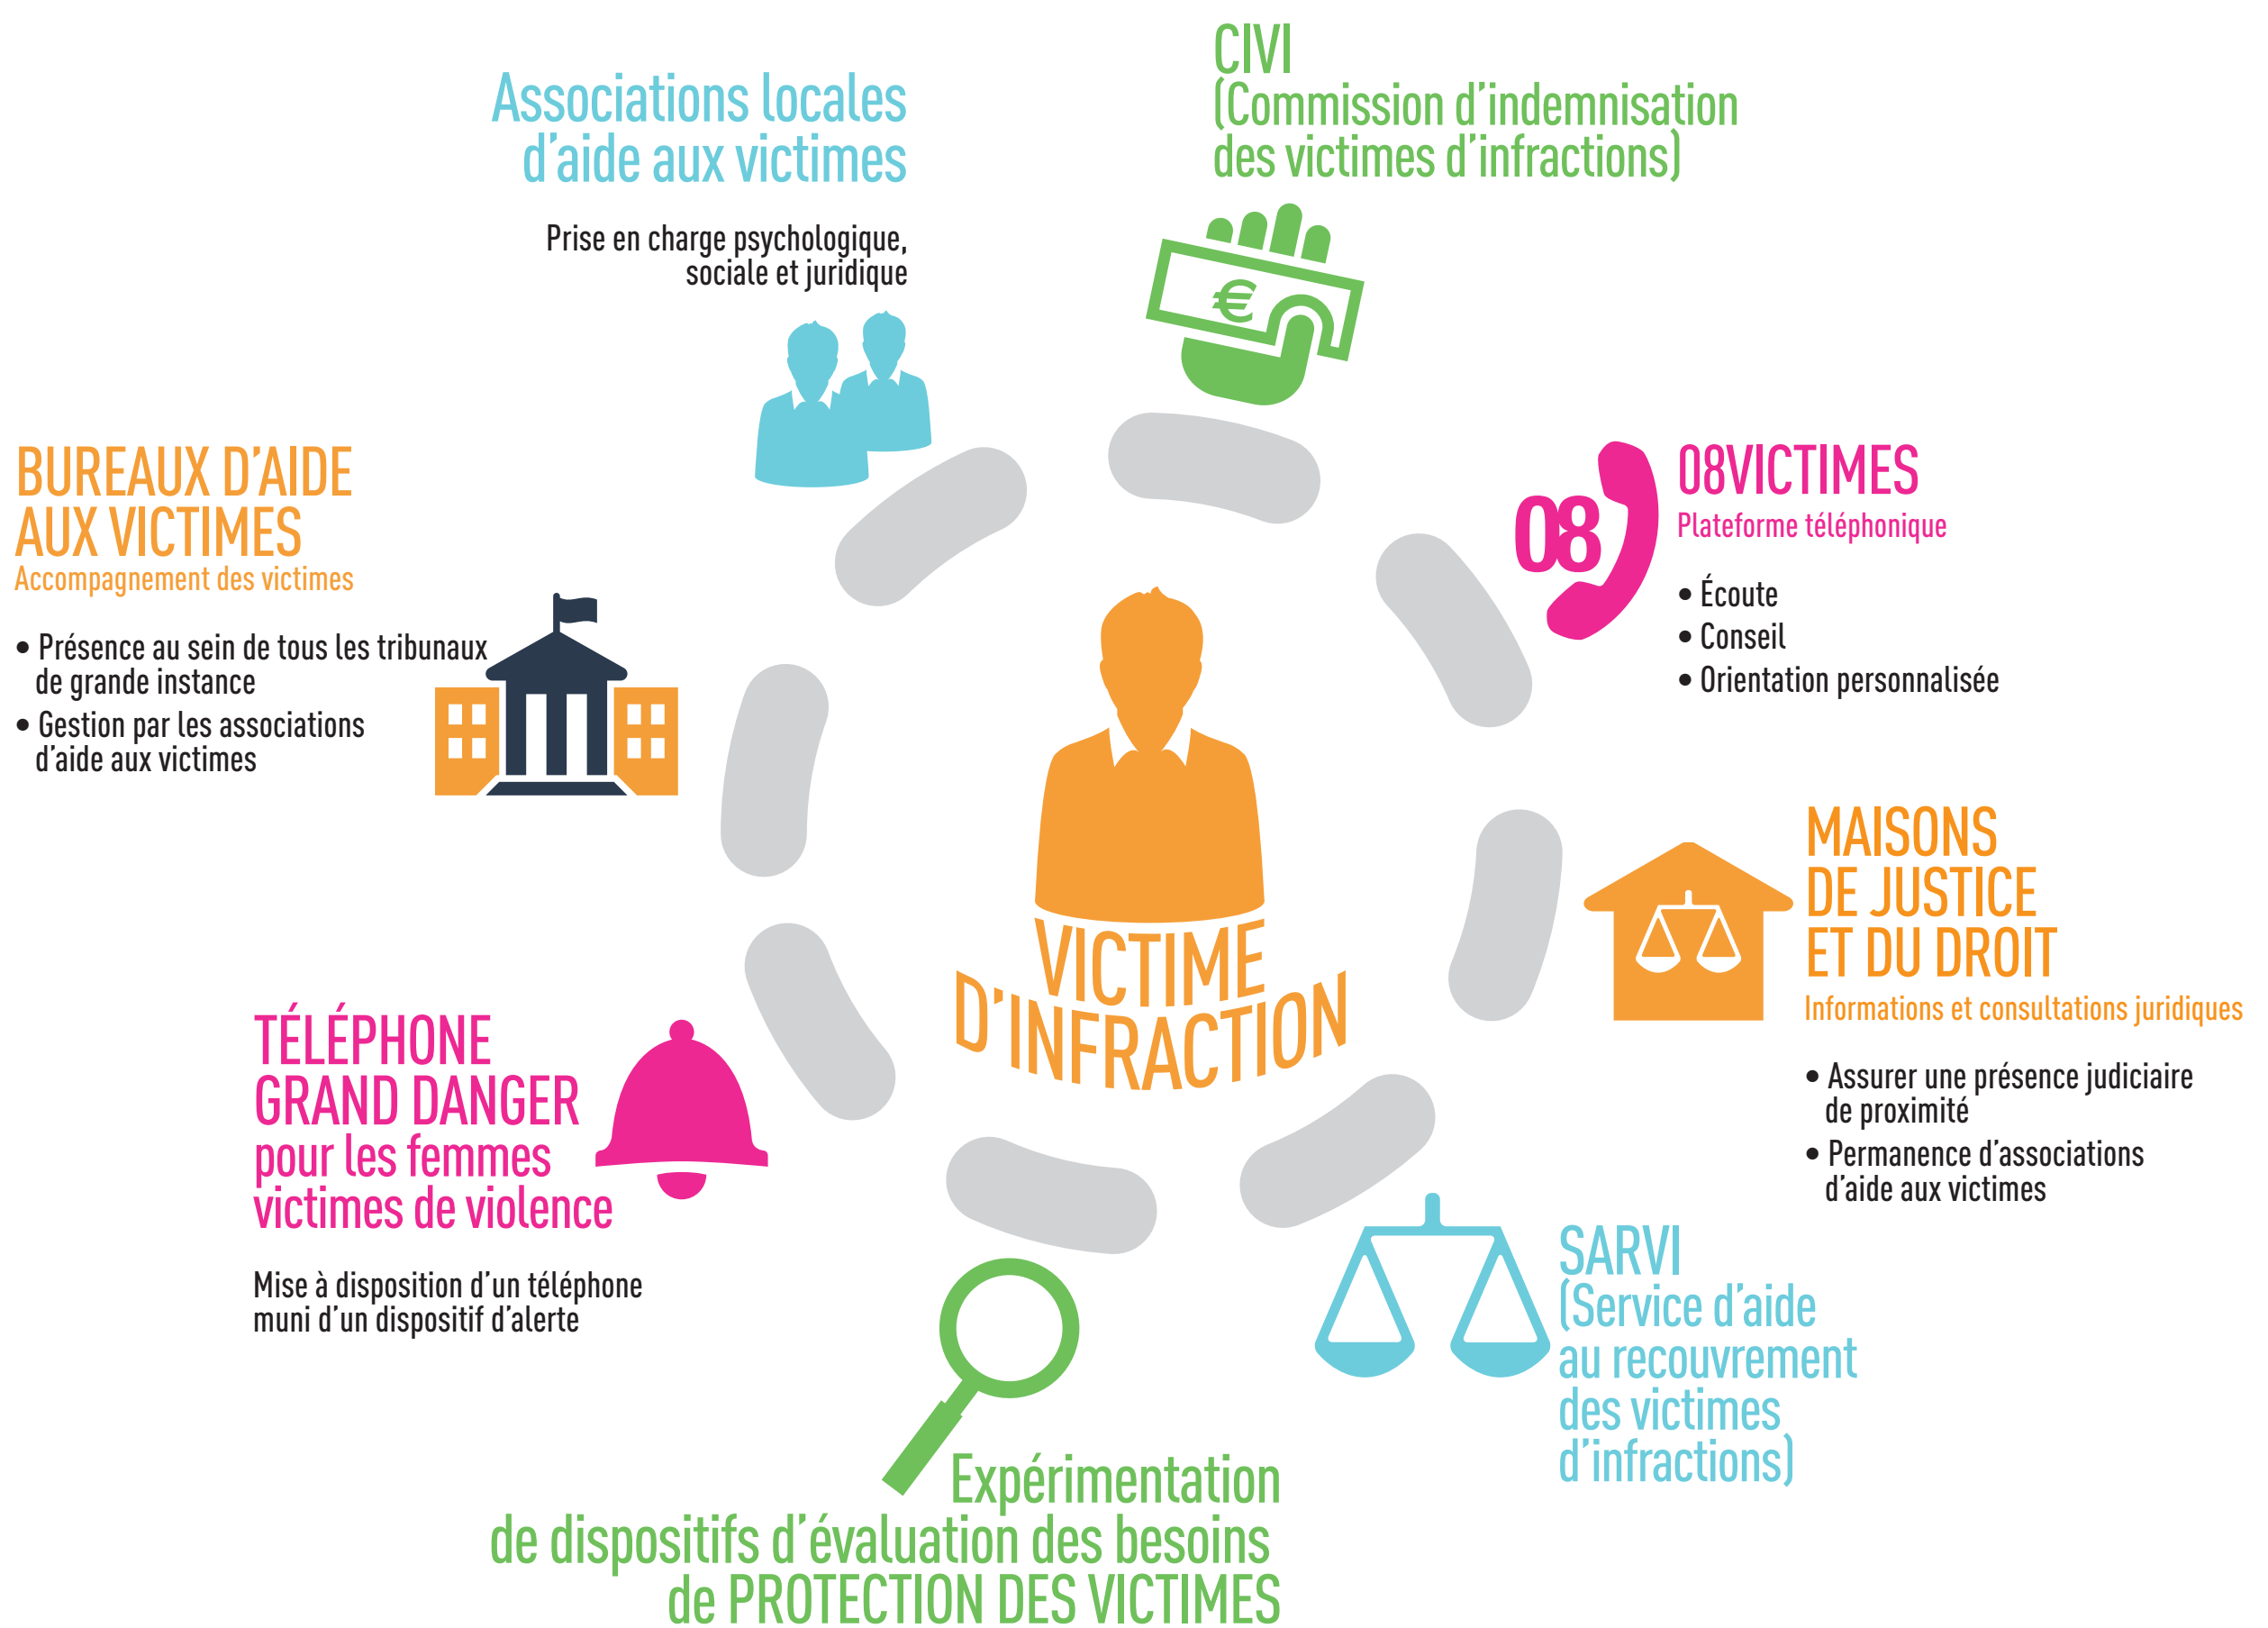 CIVI
(Commission d'indemnisation
des victimes d'infractions)
Associations locales
d'aide aux victimes
Prise en charge psychologique,
sociale et juridique
€
BUREAUX D'AIDE
AUX VICTIMES
Accompagnement des victimes
• Présence au sein de tous les tribunaux
de grande instance
• Gestion par les associations
d'aide aux victimes
08
08VICTIMES
Plateforme téléphonique
• Écoute
• Conseil
• Orientation personnalisée
VICTIME
D'INFRACTION
MAISONS
DE JUSTICE
ET DU DROIT
Informations et consultations juridiques
• Assurer une présence judiciaire
de proximité
• Permanence d'associations
d'aide aux victimes
TÉLÉPHONE
GRAND DANGER
pour les femmes
victimes de violence
Mise à disposition d'un téléphone
muni d'un dispositif d'alerte
SARVI
(Service d'aide
au recouvrement
des victimes
d'infractions)
Expérimentation
de dispositifs d'évaluation des besoins
de PROTECTION DES VICTIMES